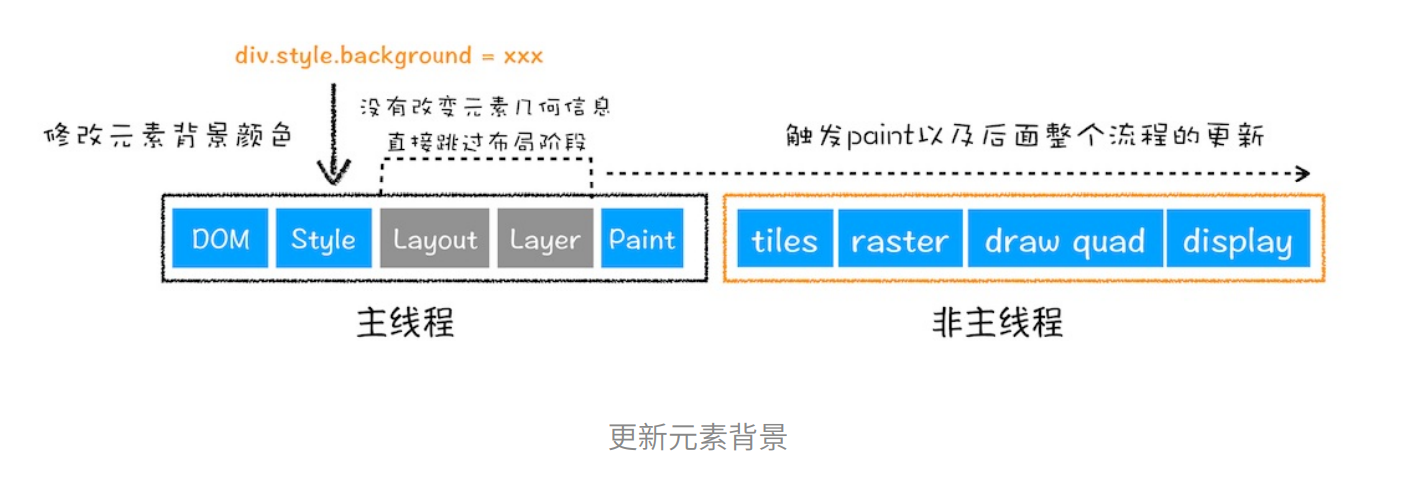 div.style.background = xxx
没有改变元素几何信息
直接跳过布局阶段
修改元素背景颜色
触发paint以及后面整个流程的更新
DOM Style Layout Layer Paint tiles raster draw quad display
主线程 非主线程
更新元素背景